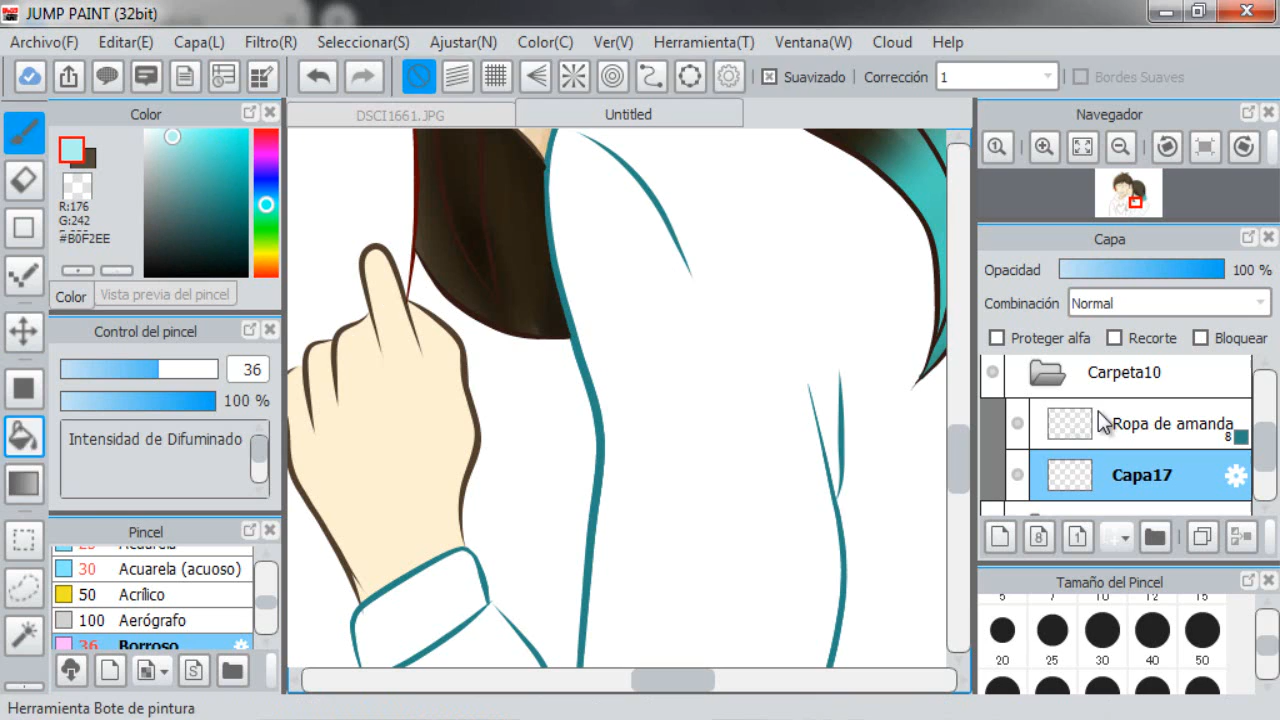 JUMP PAINT (32bit)
Archivo(F) Editar(E) Capa(L) Filtro(R) Seleccionar(S) Ajustar(N) Color(C) Ver(V) Herramienta(T) Ventana(W) Cloud Help
Suavizado Corrección 1 Bordes Suaves
Color
R:176
G:242
#B0F2EE
Color Vista previa del pincel
Control del pincel
36
100 %
Intensidad de Difuminado
Pincel
Acuarela
30 Acuarela (acuoso)
50 Acrílico
100 Aerógrafo
36 Borroso
DSCI1661.JPG Untitled
Navegador
Capa
Opacidad 100 %
Combinación Normal
Proteger alfa Recorte Bloquear
Carpeta10
Ropa de amanda
8
Capa17
8 1
Tamaño del Pincel
5 7 10 12 15
20 25 30 40 50
Herramienta Bote de pintura